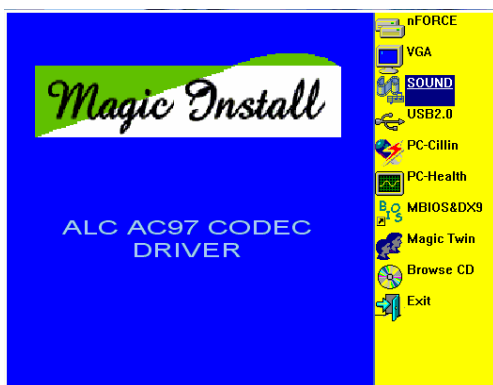 Magic Install
ALC AC97 CODEC
DRIVER
nFORCE
VGA
SOUND
USB2.0
PC-Cillin
PC-Health
BIOS
MBIOS&DX9
Magic Twin
Browse CD
Exit